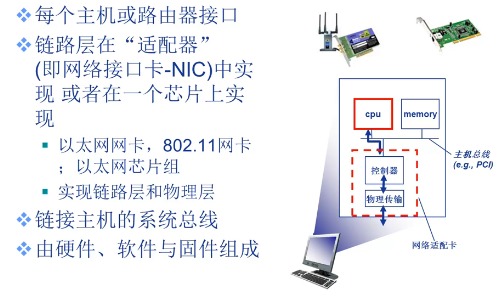 每个主机或路由器接口
链路层在“适配器”
(即网络接口卡-NIC)中实
现 或者在一个芯片上实
现
以太网网卡，802.11网卡
；以太网芯片组
实现链路层和物理层
链接主机的系统总线
由硬件、软件与固件组成
cpu
memory
主机总线
(e.g., PCI)
控制器
物理传输
网络适配卡